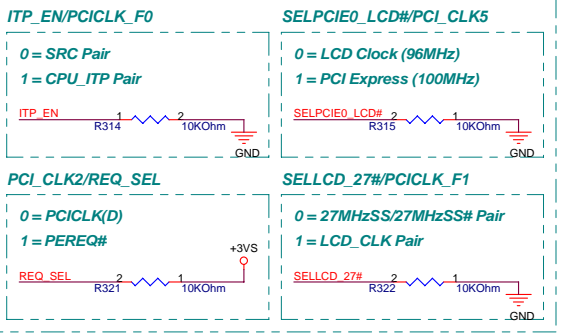 ITP_EN/PCICLK_F0
0 = SRC Pair
1 = CPU_ITP Pair
ITP_EN 1 2
R314 10KOhm
GND
SELPCIE0_LCD#/PCI_CLK5
0 = LCD Clock (96MHz)
1 = PCI Express (100MHz)
SELPCIE0_LCD# 2 1
R315 10KOhm
GND
PCI_CLK2/REQ_SEL
0 = PCICLK(D)
1 = PEREQ#
+3VS
REQ_SEL 2 1
R321 10KOhm
SELLCD_27#/PCICLK_F1
0 = 27MHzSS/27MHzSS# Pair
1 = LCD_CLK Pair
SELLCD_27# 2 1
R322 10KOhm
GND